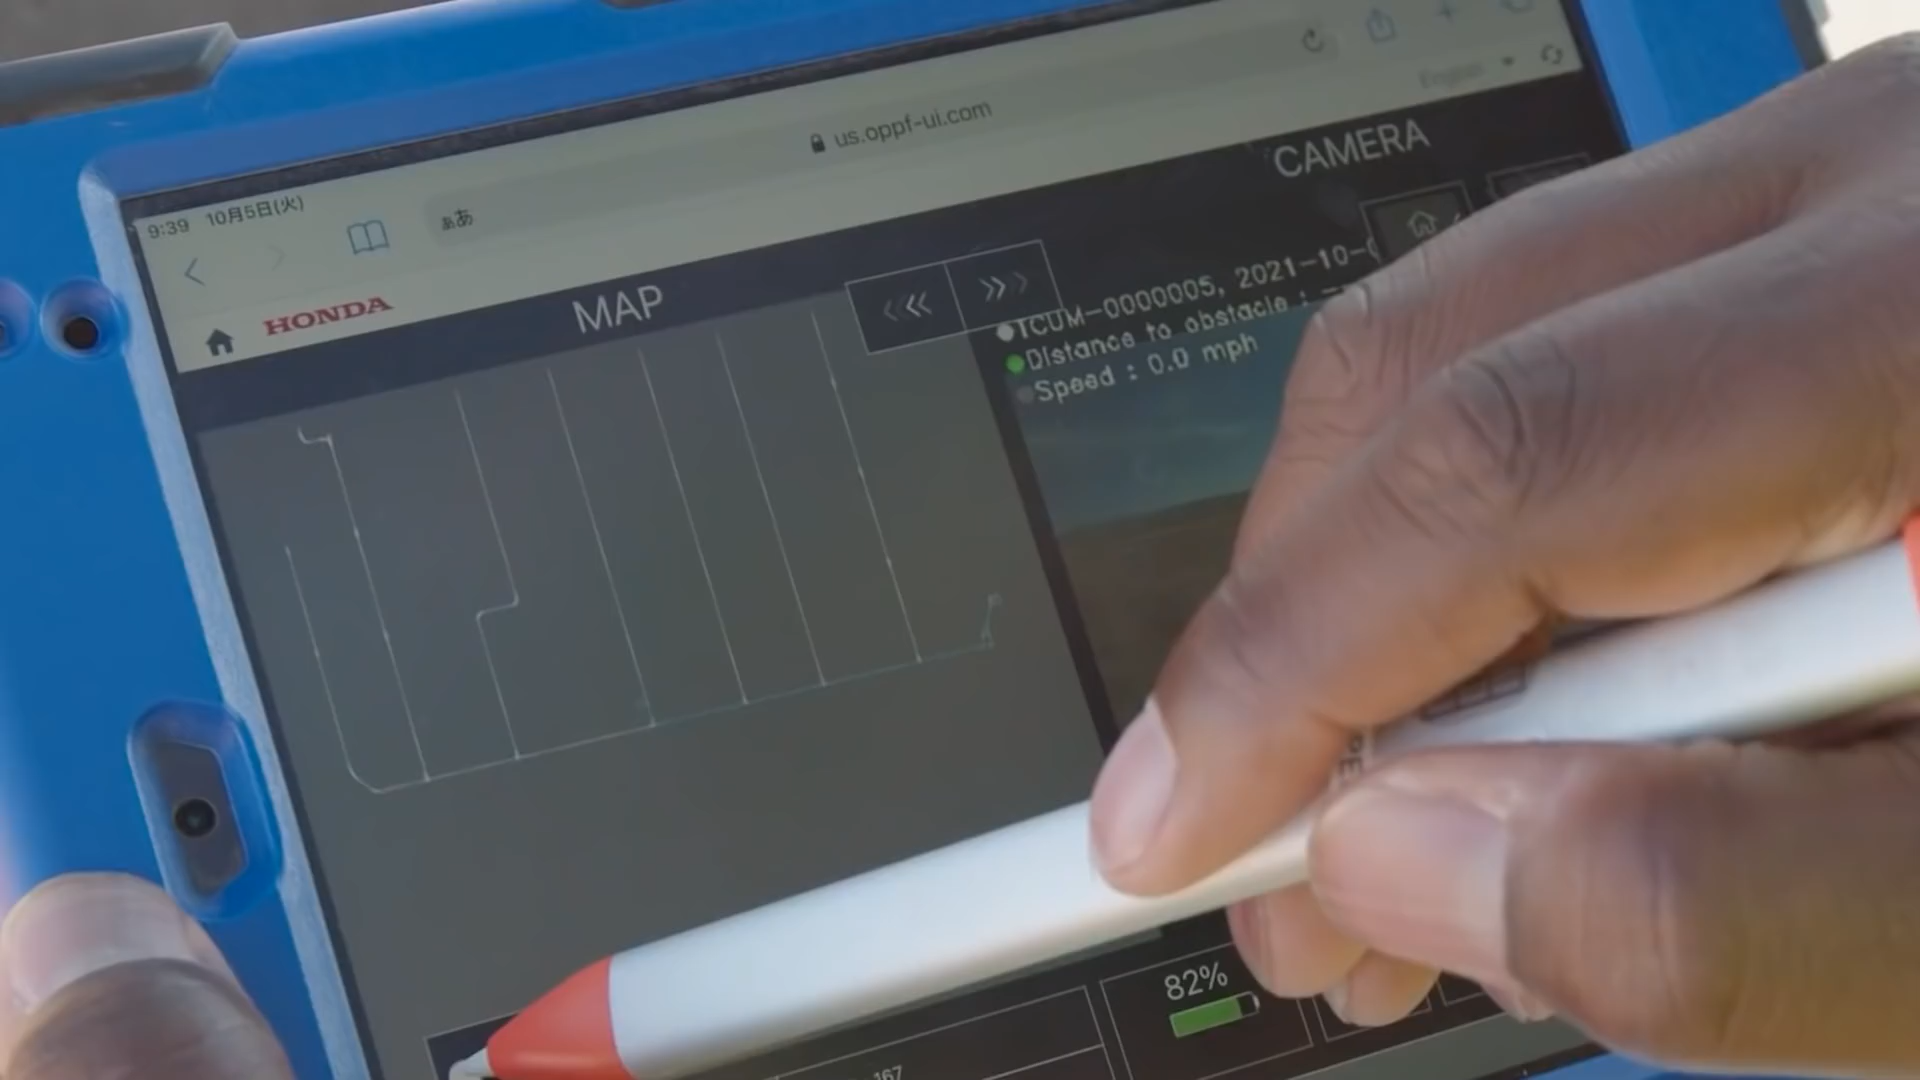 us.oppf-ui.com
9:39 10月5日(火)
ぁあ
English
HONDA
MAP
CAMERA
TCUM-0000005, 2021-10-
Distance to obstacle :
Speed : 0.0 mph
82%
167